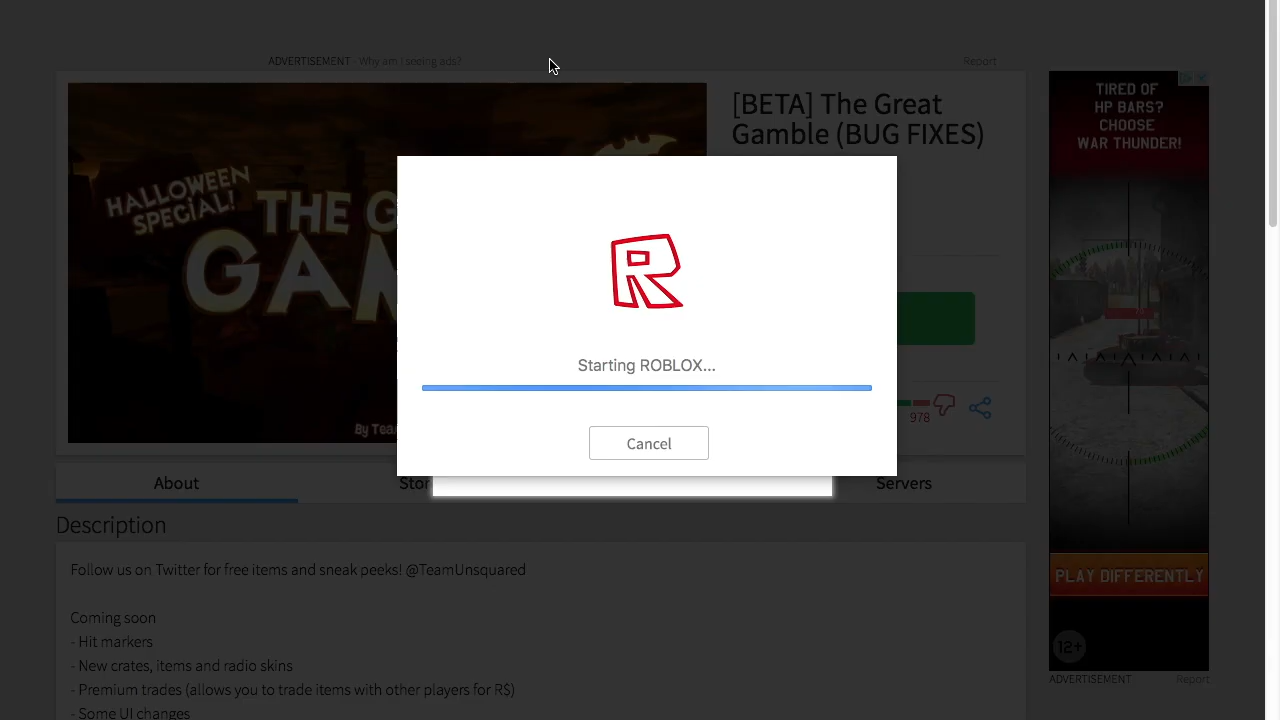 ADVERTISEMENT - Why am I seeing ads?
Report
HALLOWEEN
SPECIAL!
THE G
GAM
By Tea
[BETA] The Great
Gamble (BUG FIXES)
R
Starting ROBLOX...
Cancel
978
About
Stor
Servers
Description
Follow us on Twitter for free items and sneak peeks! @TeamUnsquared
Coming soon
- Hit markers
- New crates, items and radio skins
- Premium trades (allows you to trade items with other players for R$)
- Some UI changes
TIRED OF
HP BARS?
CHOOSE
WAR THUNDER!
PLAY DIFFERENTLY
12+
ADVERTISEMENT
Report